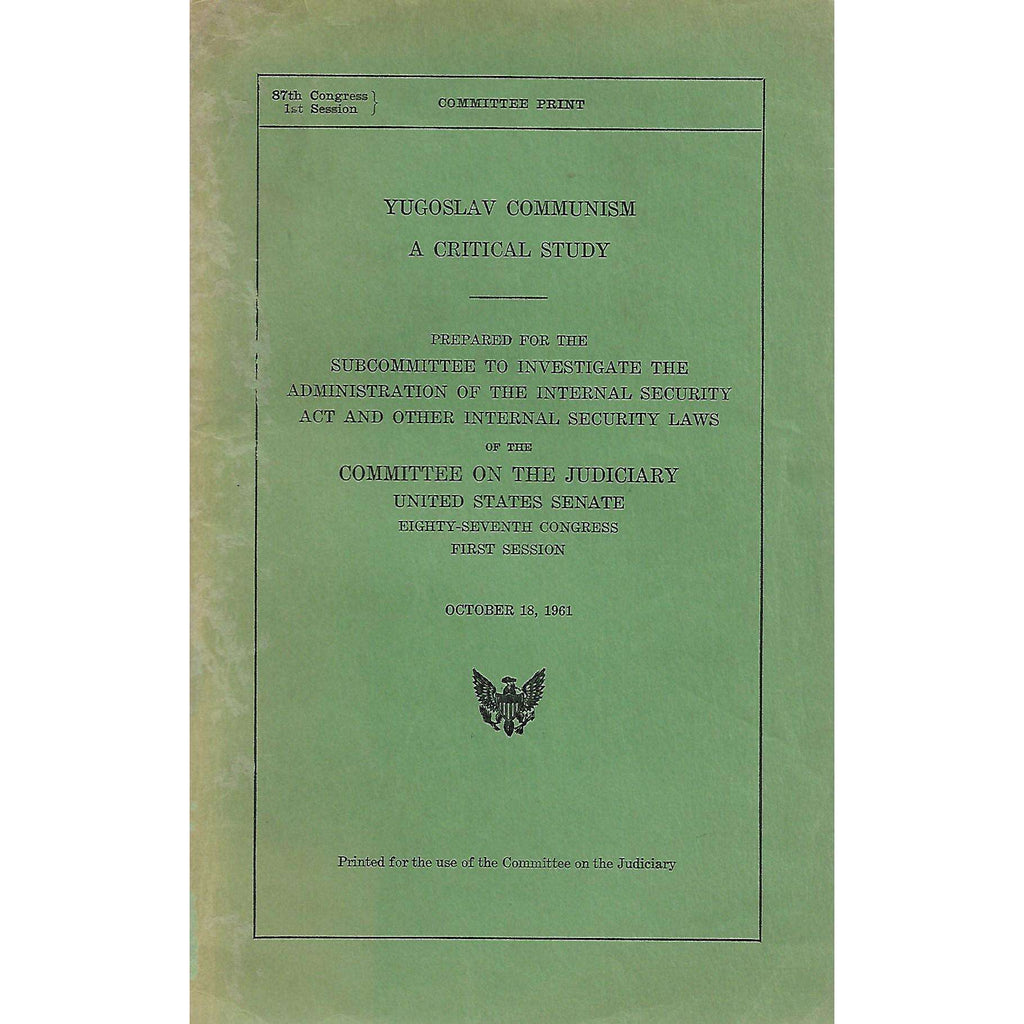 87th Congress } COMMITTEE PRINT
1st Session
YUGOSLAV COMMUNISM
A CRITICAL STUDY
PREPARED FOR THE
SUBCOMMITTEE TO INVESTIGATE THE
ADMINISTRATION OF THE INTERNAL SECURITY
ACT AND OTHER INTERNAL SECURITY LAWS
OF THE
COMMITTEE ON THE JUDICIARY
UNITED STATES SENATE
EIGHTY-SEVENTH CONGRESS
FIRST SESSION
OCTOBER 18, 1961
Printed for the use of the Committee on the Judiciary